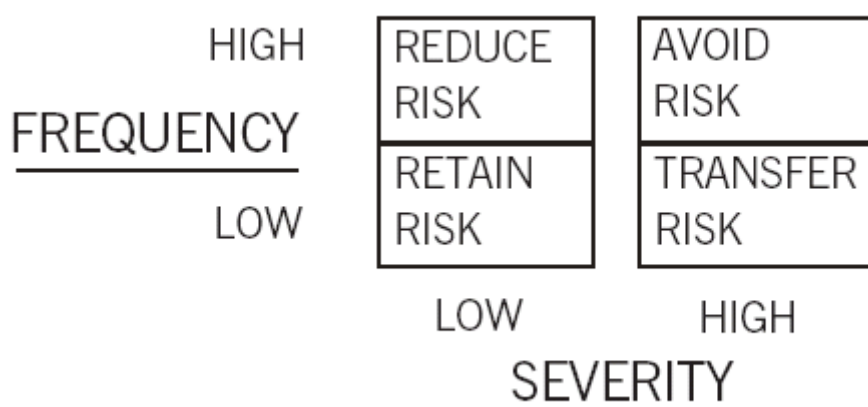 HIGH
REDUCE
RISK
AVOID
RISK
FREQUENCY
LOW
RETAIN
RISK
TRANSFER
RISK
LOW
HIGH
SEVERITY